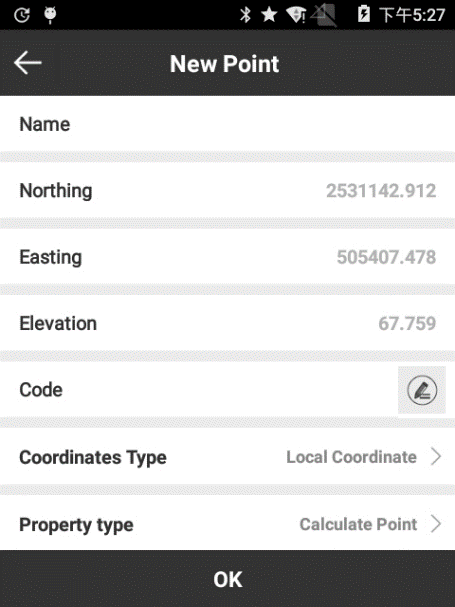 下午5:27
New Point
Name
Northing 2531142.912
Easting 505407.478
Elevation 67.759
Code
Coordinates Type Local Coordinate
Property type Calculate Point
OK